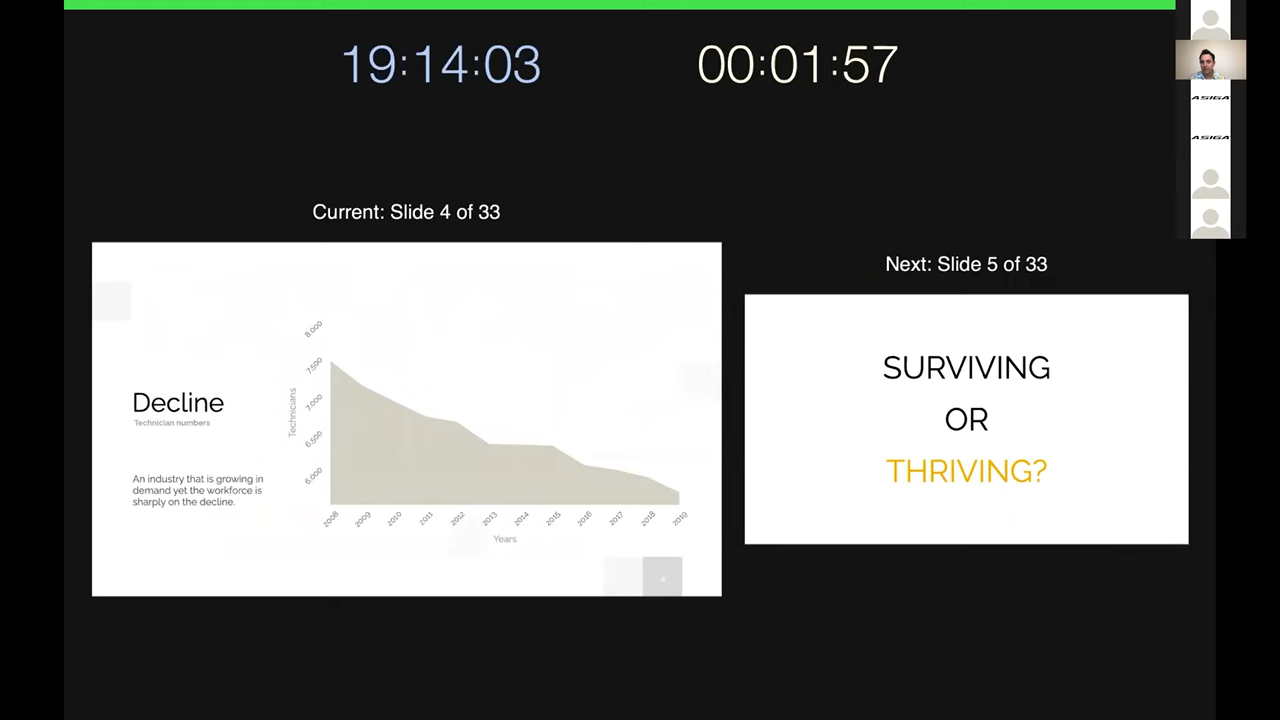 19:14:03
00:01:57
ASIGA
ASIGA
Current: Slide 4 of 33
Next: Slide 5 of 33
Decline
Technician numbers
An industry that is growing in
demand yet the workforce is
sharply on the decline.
Technicians
8,000
7,500
7,000
6,500
6,000
2008
2009
2010
2011
2012
2013
2014
2015
2016
2017
2018
2019
Years
4
SURVIVING
OR
THRIVING?